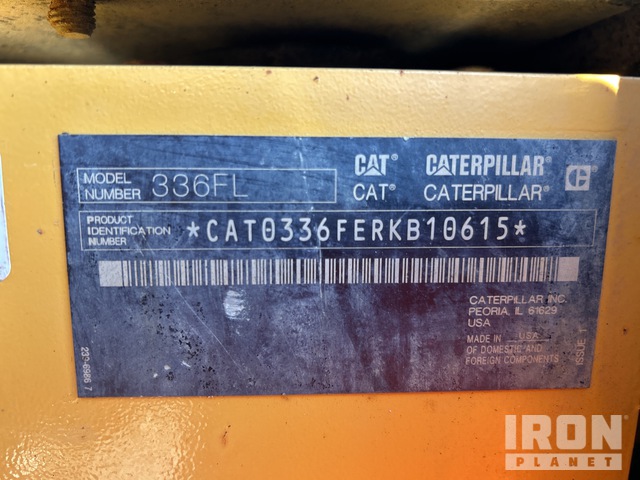 CAT® CATERPILLAR®
MODEL NUMBER 336FL
CAT® CATERPILLAR®
PRODUCT IDENTIFICATION NUMBER
*CAT0336FERKB10615*
CATERPILLAR INC.
PEORIA, IL 61629
USA
MADE IN USA
OF DOMESTIC AND
FOREIGN COMPONENTS
ISSUE 1
IRON
PLANET